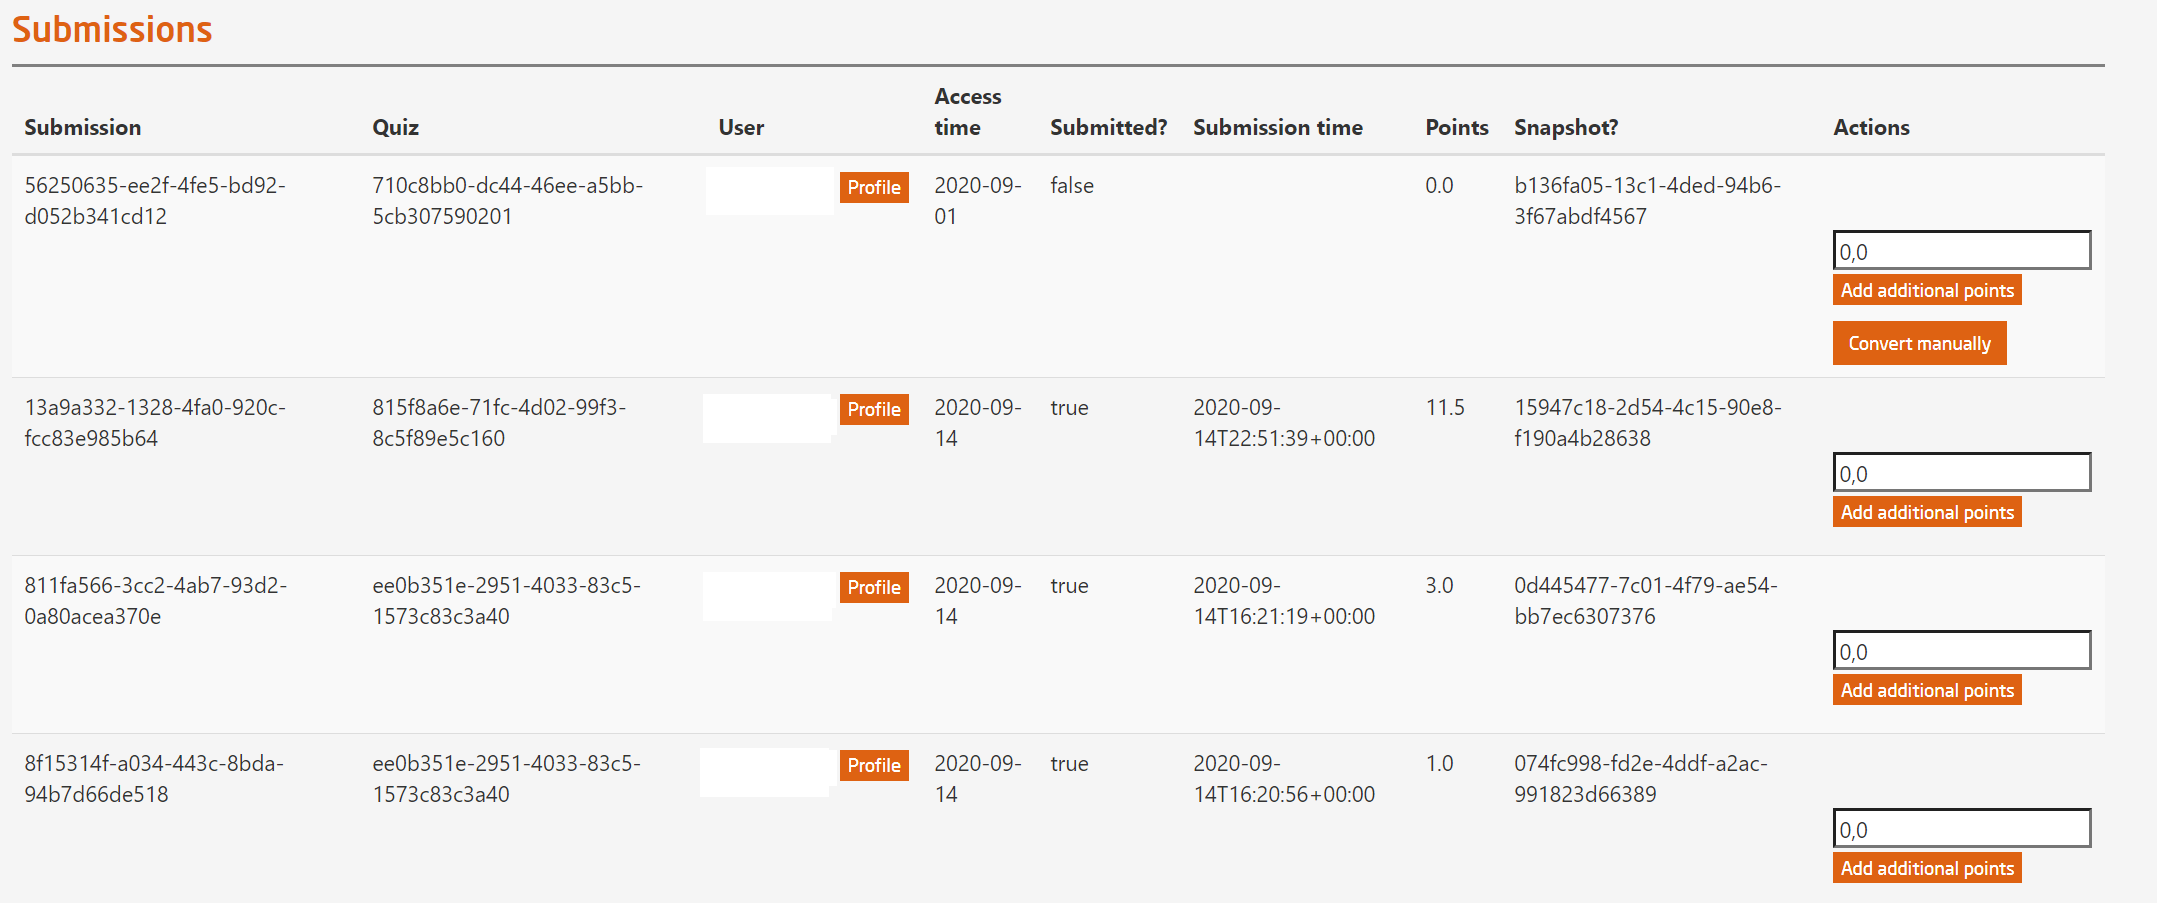 Submissions
Submission Quiz User Access time Submitted? Submission time Points Snapshot? Actions
56250635-ee2f-4fe5-bd92- 710c8bb0-dc44-46ee-a5bb- Profile 2020-09- false 0.0 b136fa05-13c1-4ded-94b6-
d052b341cd12 5cb307590201 01 3f67abdf4567
0,0
Add additional points
Convert manually
13a9a332-1328-4fa0-920c- 815f8a6e-71fc-4d02-99f3- Profile 2020-09- true 2020-09- 11.5 15947c18-2d54-4c15-90e8-
fcc83e985b64 8c5f89e5c160 14 14T22:51:39+00:00 f190a4b28638
0,0
Add additional points
811fa566-3cc2-4ab7-93d2- ee0b351e-2951-4033-83c5- Profile 2020-09- true 2020-09- 3.0 0d445477-7c01-4f79-ae54-
0a80acea370e 1573c83c3a40 14 14T16:21:19+00:00 bb7ec6307376
0,0
Add additional points
8f15314f-a034-443c-8bda- ee0b351e-2951-4033-83c5- Profile 2020-09- true 2020-09- 1.0 074fc998-fd2e-4ddf-a2ac-
94b7d66de518 1573c83c3a40 14 14T16:20:56+00:00 991823d66389
0,0
Add additional points